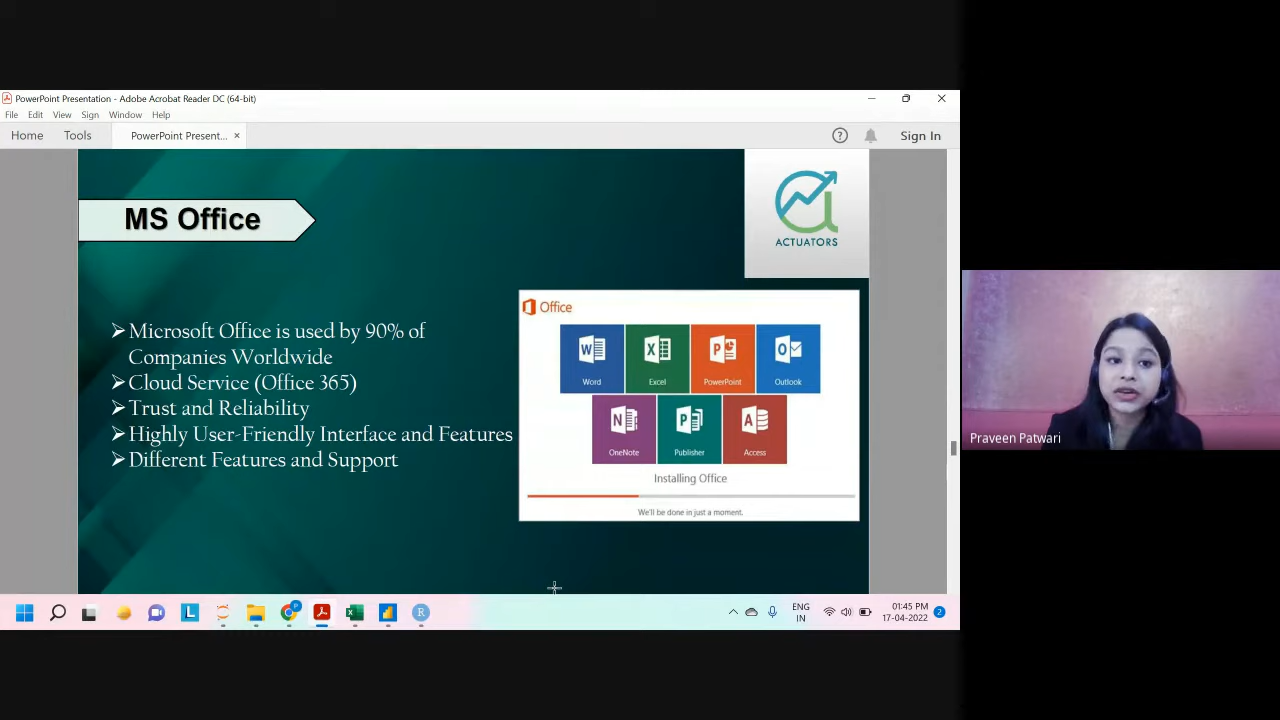 PowerPoint Presentation - Adobe Acrobat Reader DC (64-bit)
File Edit View Sign Window Help
Home Tools PowerPoint Present... × Sign In
MS Office
ACTUATORS
➢Microsoft Office is used by 90% of
Companies Worldwide
➢Cloud Service (Office 365)
➢Trust and Reliability
➢Highly User-Friendly Interface and Features
➢Different Features and Support
Office
Word Excel PowerPoint Outlook
OneNote Publisher Access
Installing Office
We'll be done in just a moment.
Praveen Patwari
ENG
IN
01:45 PM
17-04-2022
2